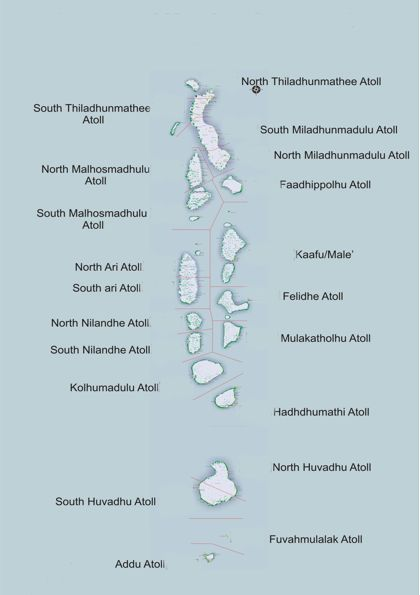 North Thiladhunmathee Atoll
South Thiladhunmathee
Atoll
South Miladhunmadulu Atoll
North Miladhunmadulu Atoll
North Malhosmadhulu
Atoll
Faadhippolhu Atoll
South Malhosmadhulu
Atoll
'Kaafu/Male'
North Ari Atoll
South ari Atoll
Felidhe Atoll
North Nilandhe Atoll
Mulakatholhu Atoll
South Nilandhe Atoll
Kolhumadulu Atoll
Hadhdhumathi Atoll
North Huvadhu Atoll
South Huvadhu Atoll
Fuvahmulalak Atoll
Addu Atoll